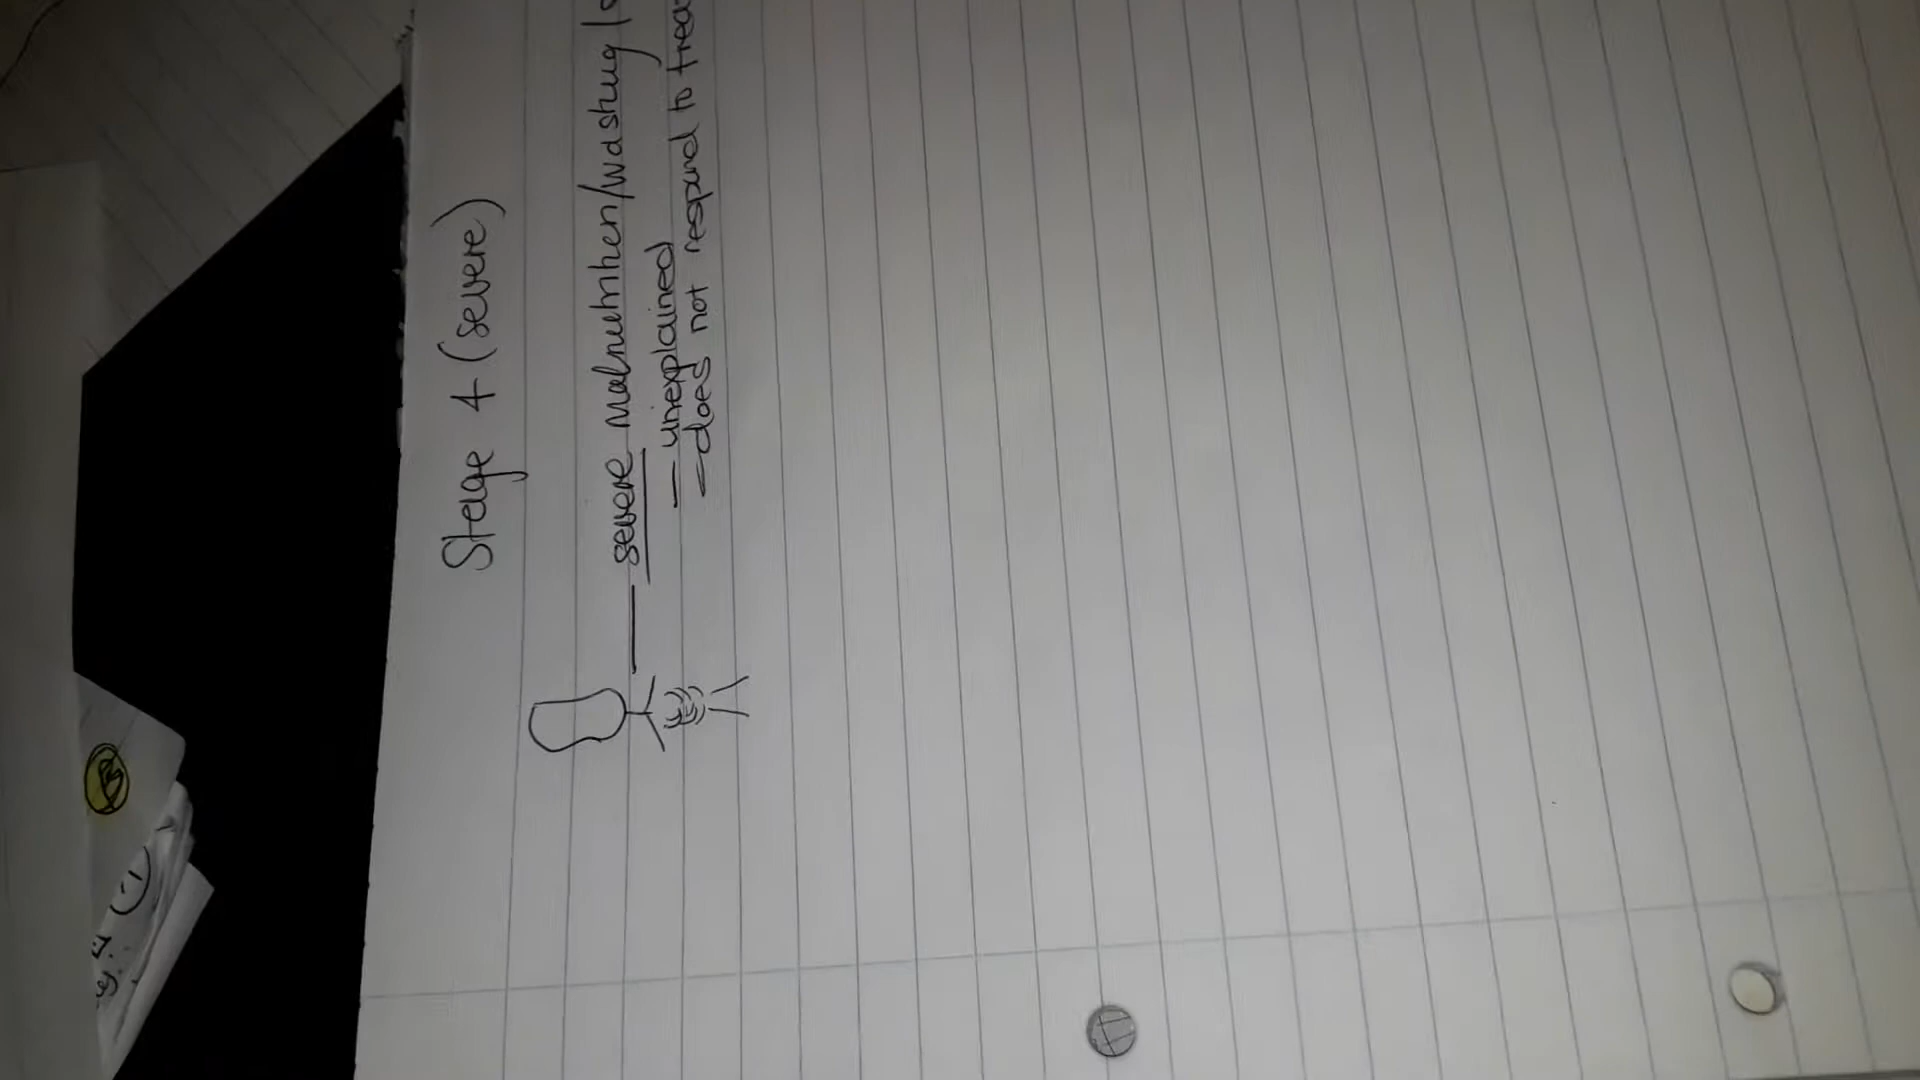 Stage 4 (severe)
— severe malnutrition/wasting /s
— unexplained
— does not respond to trea
R